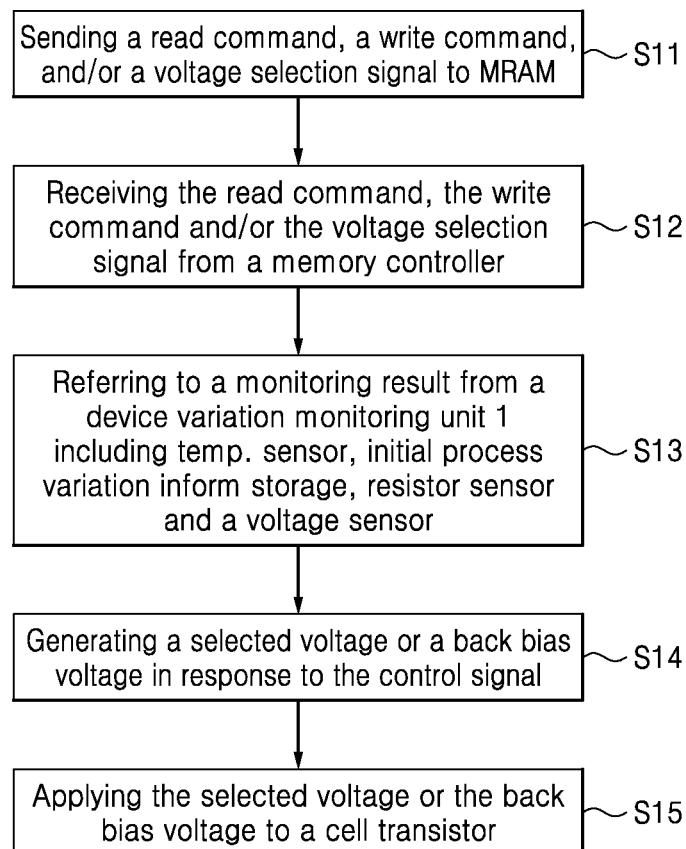 Sending a read command, a write command,
and/or a voltage selection signal to MRAM
S11
Receiving the read command, the write
command and/or the voltage selection
signal from a memory controller
S12
Referring to a monitoring result from a
device variation monitoring unit 1
including temp. sensor, initial process
variation inform storage, resistor sensor
and a voltage sensor
S13
Generating a selected voltage or a back bias
voltage in response to the control signal
S14
Applying the selected voltage or the back
bias voltage to a cell transistor
S15